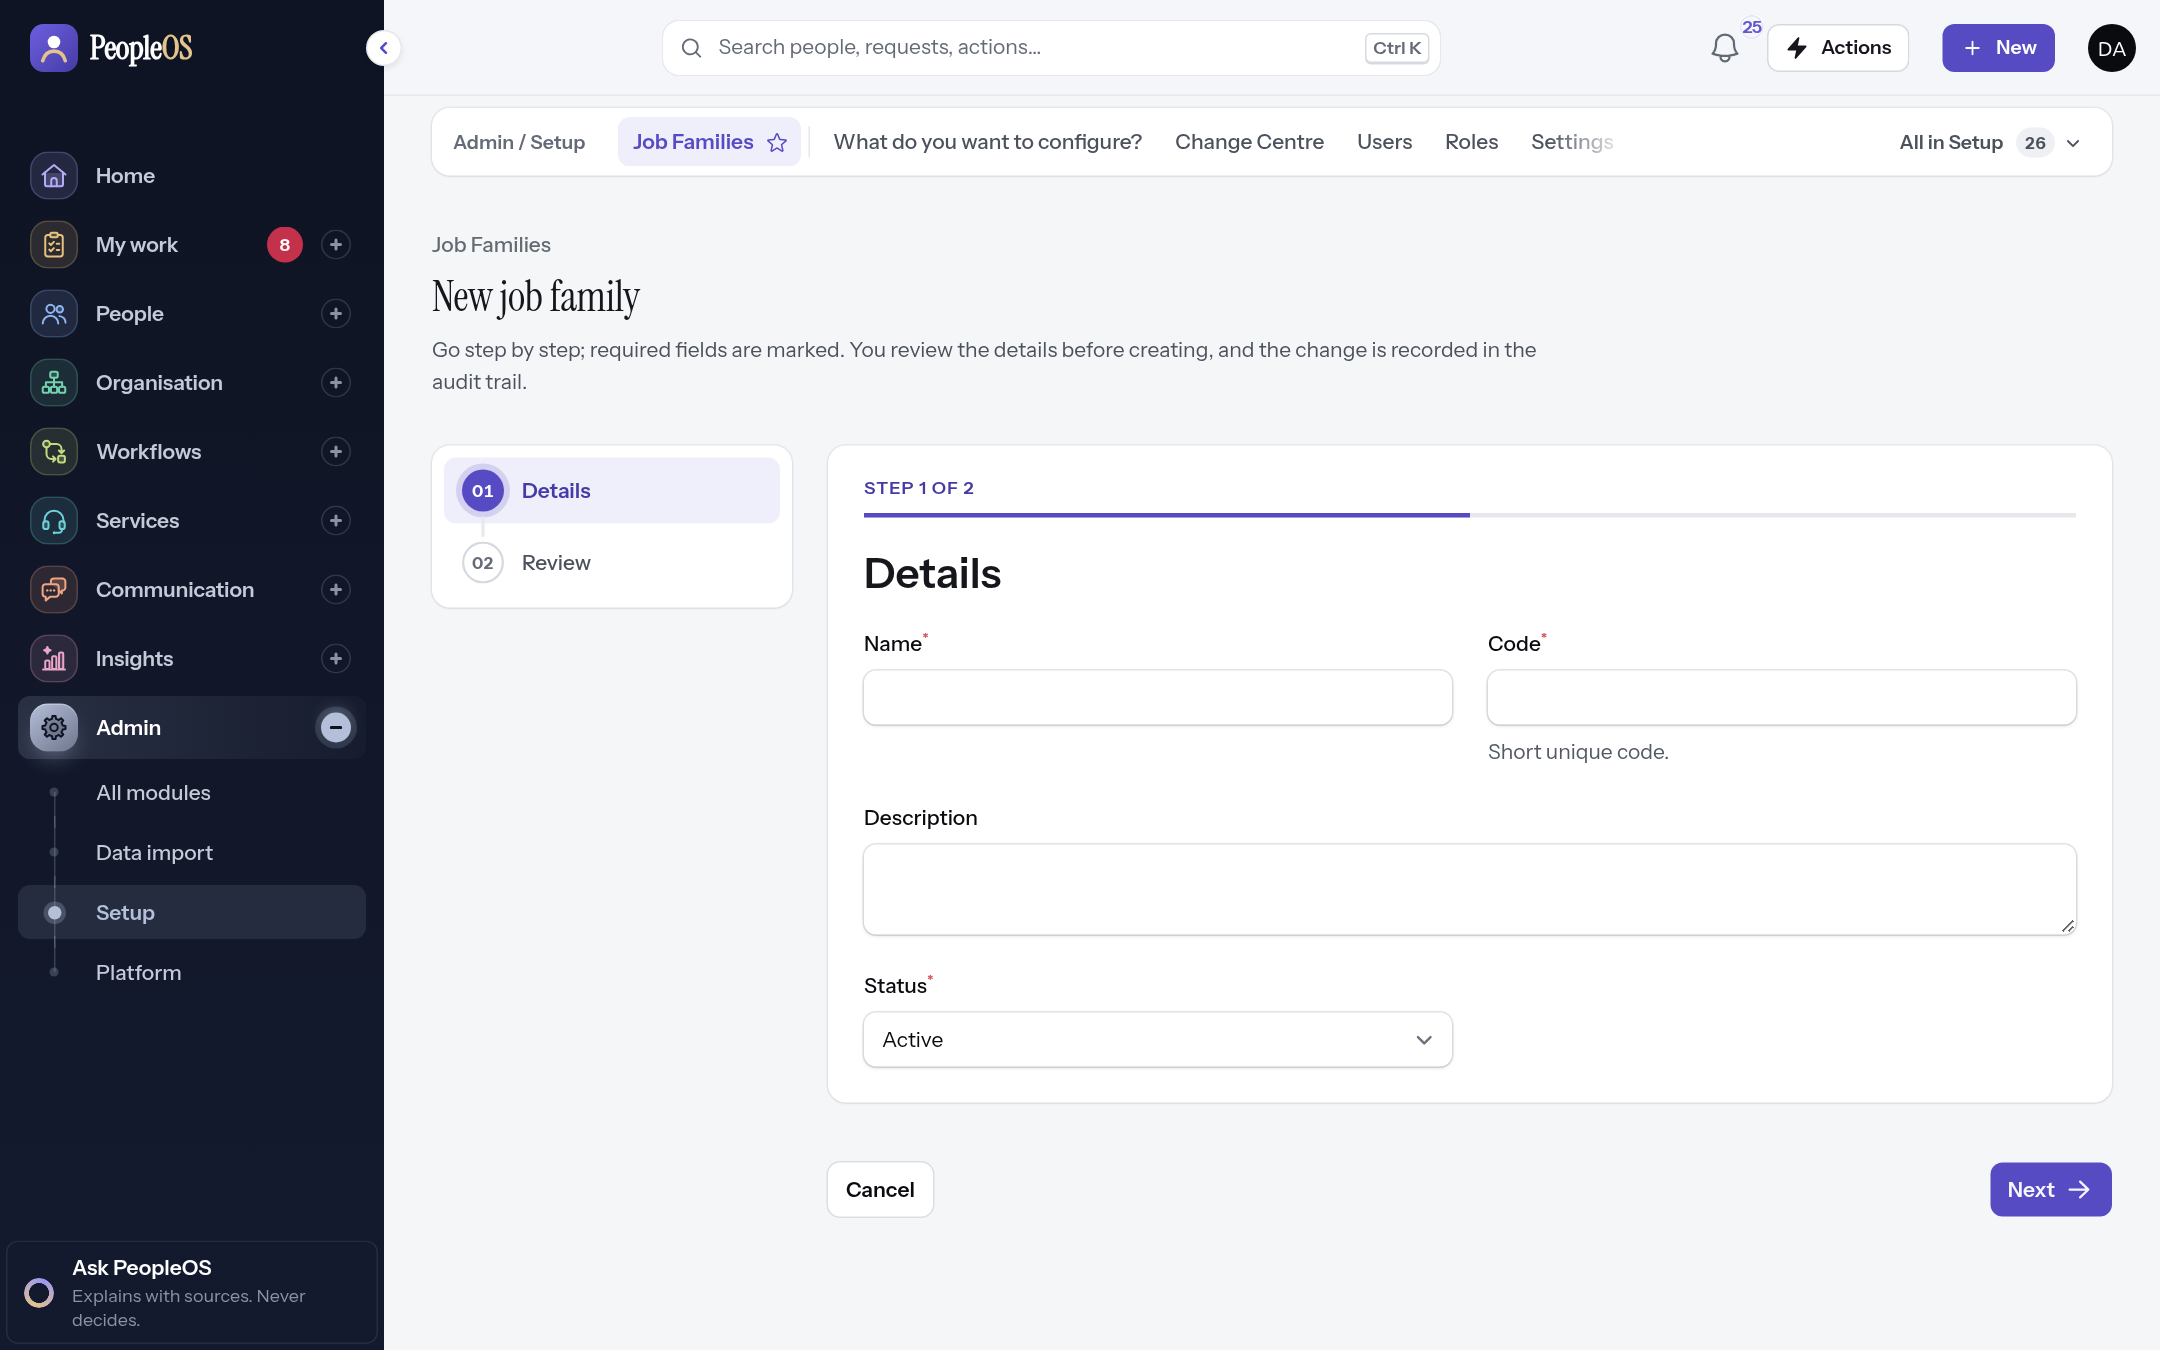 PeopleOS
Search people, requests, actions...
Ctrl K
25
Actions
New
DA
Home
My work
8
People
Organisation
Workflows
Services
Communication
Insights
Admin
All modules
Data import
Setup
Platform
Ask PeopleOS
Explains with sources. Never
decides.
Admin / Setup
Job Families
What do you want to configure?
Change Centre
Users
Roles
Settings
All in Setup
26
Job Families
New job family
Go step by step; required fields are marked. You review the details before creating, and the change is recorded in the
audit trail.
01
Details
02
Review
STEP 1 OF 2
Details
Name*
Code*
Short unique code.
Description
Status*
Active
Cancel
Next